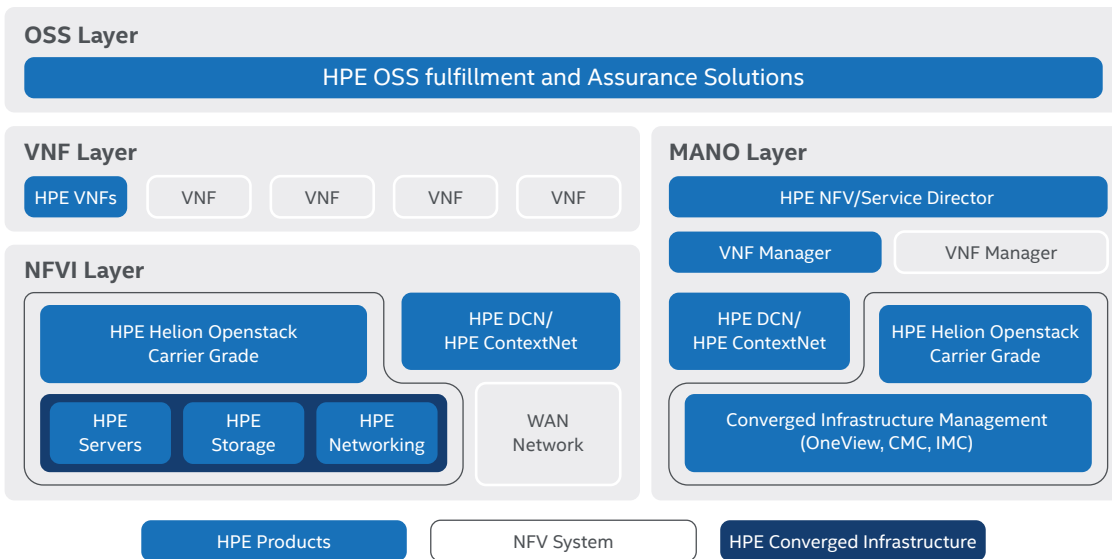 OSS Layer
HPE OSS fulfillment and Assurance Solutions
VNF Layer
HPE VNFs
VNF
VNF
VNF
VNF
MANO Layer
HPE NFV/Service Director
VNF Manager
VNF Manager
NFVI Layer
HPE Helion Openstack
Carrier Grade
HPE DCN/
HPE ContextNet
HPE
Servers
HPE
Storage
HPE
Networking
WAN
Network
HPE DCN/
HPE ContextNet
HPE Helion Openstack
Carrier Grade
Converged Infrastructure Management
(OneView, CMC, IMC)
HPE Products
NFV System
HPE Converged Infrastructure